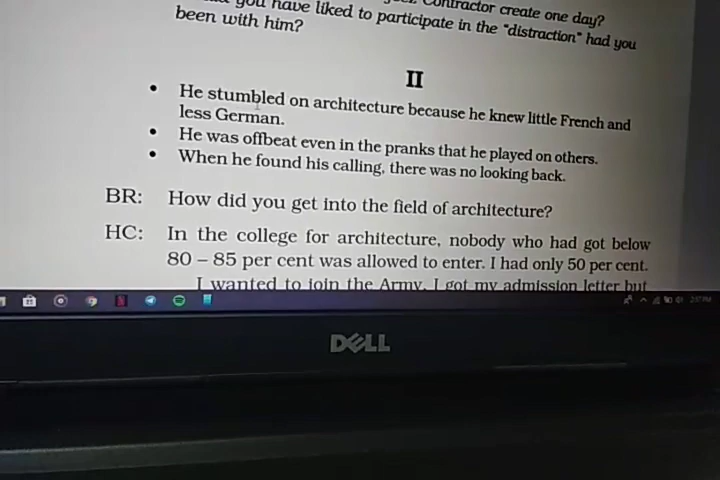 Contractor create one day?
you have liked to participate in the "distraction" had you
been with him?
II
• He stumbled on architecture because he knew little French and
less German.
• He was offbeat even in the pranks that he played on others.
• When he found his calling, there was no looking back.
BR: How did you get into the field of architecture?
HC: In the college for architecture, nobody who had got below
80 – 85 per cent was allowed to enter. I had only 50 per cent.
I wanted to join the Army. I got my admission letter but
DELL